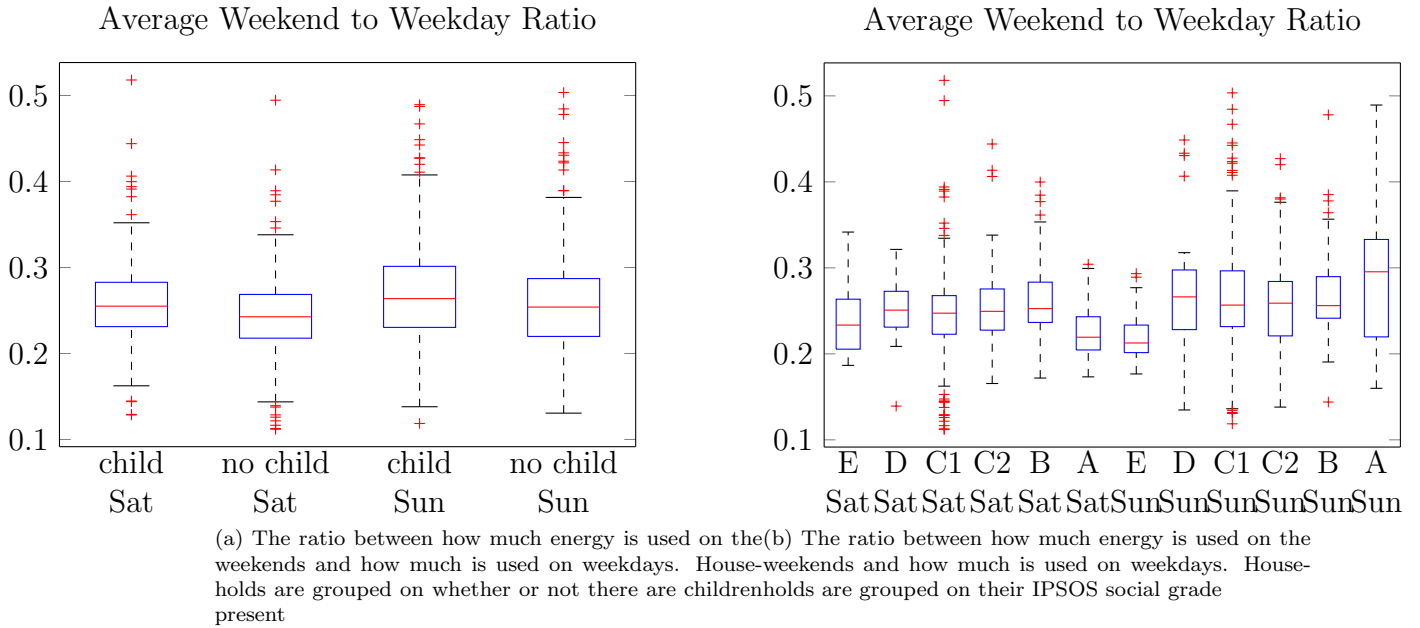 Average Weekend to Weekday Ratio
0.5
0.4
0.3
0.2
0.1
child no child child no child
Sat Sat Sun Sun
Average Weekend to Weekday Ratio
0.5
0.4
0.3
0.2
0.1
E D C1 C2 B A E D C1 C2 B A
Sat Sat Sat Sat Sat Sat Sun Sun Sun Sun Sun Sun
(a) The ratio between how much energy is used on the
weekends and how much is used on weekdays. House-
holds are grouped on whether or not there are children
present
(b) The ratio between how much energy is used on the
weekends and how much is used on weekdays. House-
holds are grouped on their IPSOS social grade